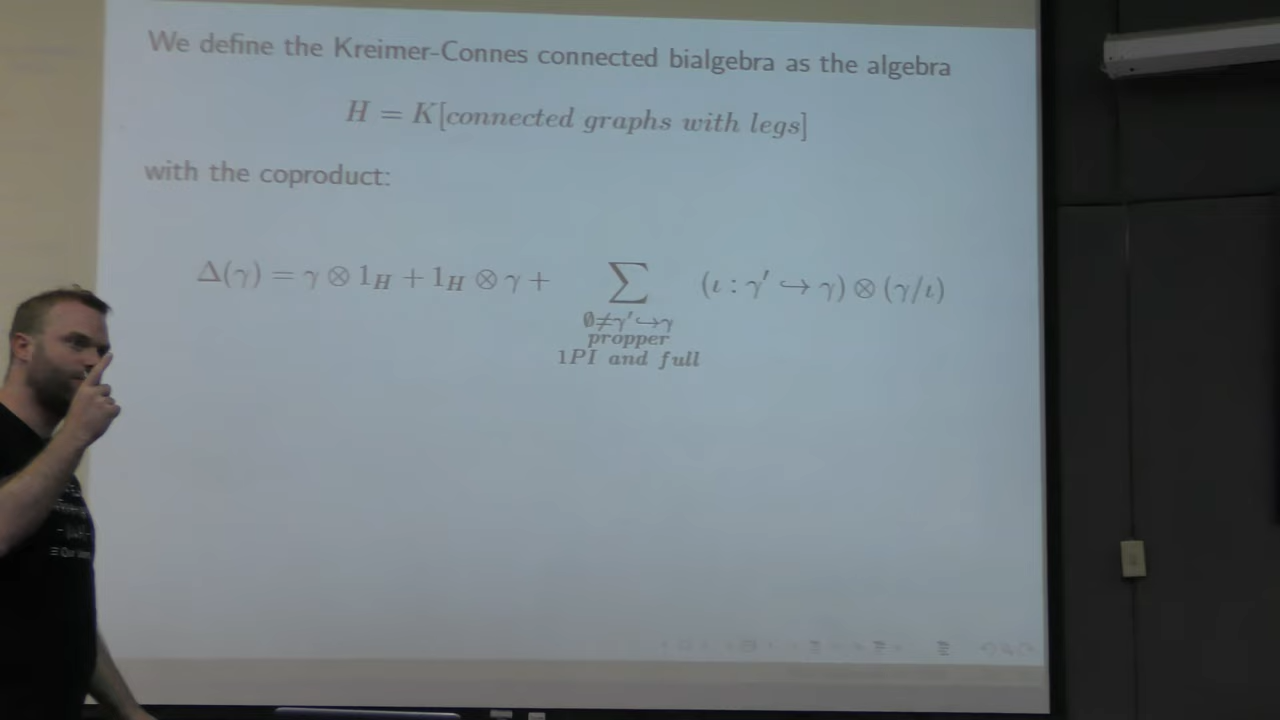 We define the Kreimer-Connes connected bialgebra as the algebra
H = K[connected graphs with legs]
with the coproduct:
Δ(γ) = γ ⊗ 1_H + 1_H ⊗ γ + ∑ (ι : γ′ ↪ γ) ⊗ (γ/ι)
∅≠γ′↪γ
propper
1PI and full